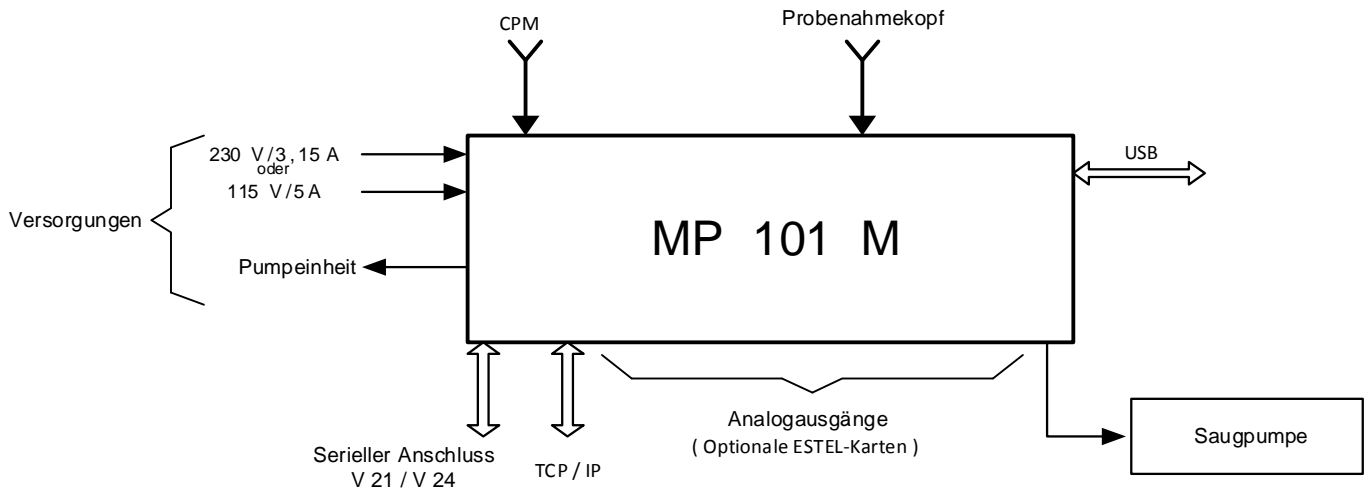 CPM
Probenahmekopf
230 V/3,15 A
oder
115 V/5 A
Versorgungen
Pumpeinheit
MP 101 M
USB
Serieller Anschluss
V 21 / V 24
TCP / IP
Analogausgänge
( Optionale ESTEL-Karten )
Saugpumpe